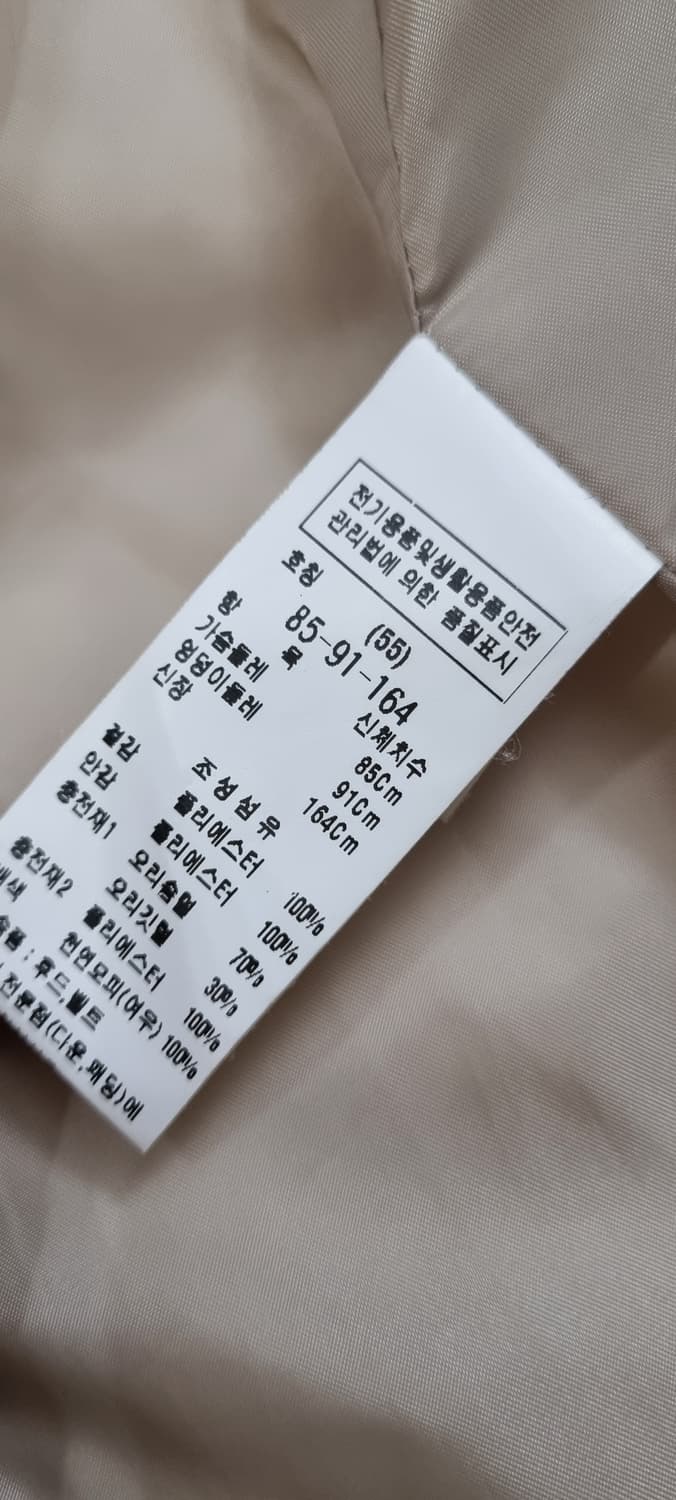 전기용품및생활용품안전
관리법에 의한 품질표시
호칭 (55)
85-91-164
항 목 신체치수
가슴둘레 85Cm
엉덩이둘레 91Cm
신장 164Cm
조성섬유
겉감 폴리에스터 100%
안감 폴리에스터 100%
충전재1 오리솜털 70%
오리깃털 30%
충전재2 폴리에스터 100%
배색 천연모피(여우) 100%
: 후드,벨트
전문점(다운,패딩)에